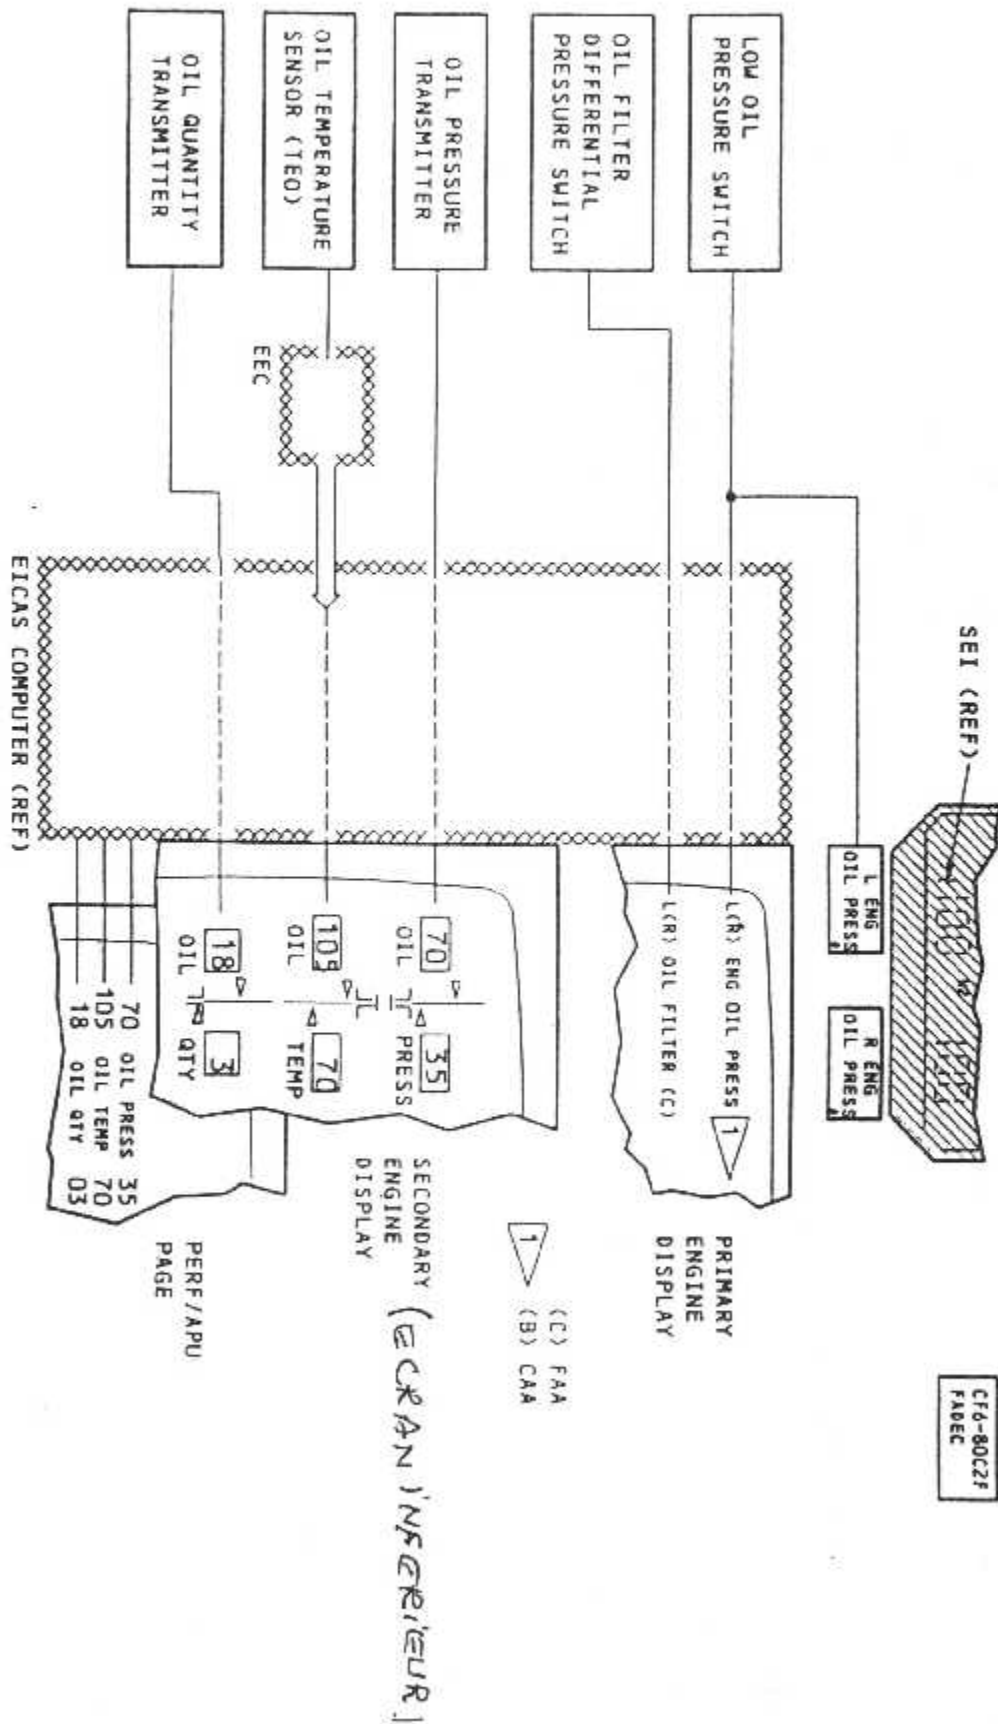 CF6-80C2F
FADEC
SEI (REF)
LOW OIL
PRESSURE SWITCH
L ENG
OIL PRESS
R ENG
OIL PRESS
OIL FILTER
DIFFERENTIAL
PRESSURE SWITCH
L(R) ENG OIL PRESS
1
L(R) OIL FILTER (C)
PRIMARY
ENGINE
DISPLAY
1
(C) FAA
(B) CAA
OIL PRESSURE
TRANSMITTER
70
35
OIL
PRESS
OIL TEMPERATURE
SENSOR (TEO)
EEC
105
70
OIL
TEMP
OIL QUANTITY
TRANSMITTER
18
3
OIL
QTY
SECONDARY
ENGINE
DISPLAY
(ECRAN INFERIEUR)
70 OIL PRESS 35
105 OIL TEMP 70
18 OIL QTY 03
PERF/APU
PAGE
EICAS COMPUTER (REF)